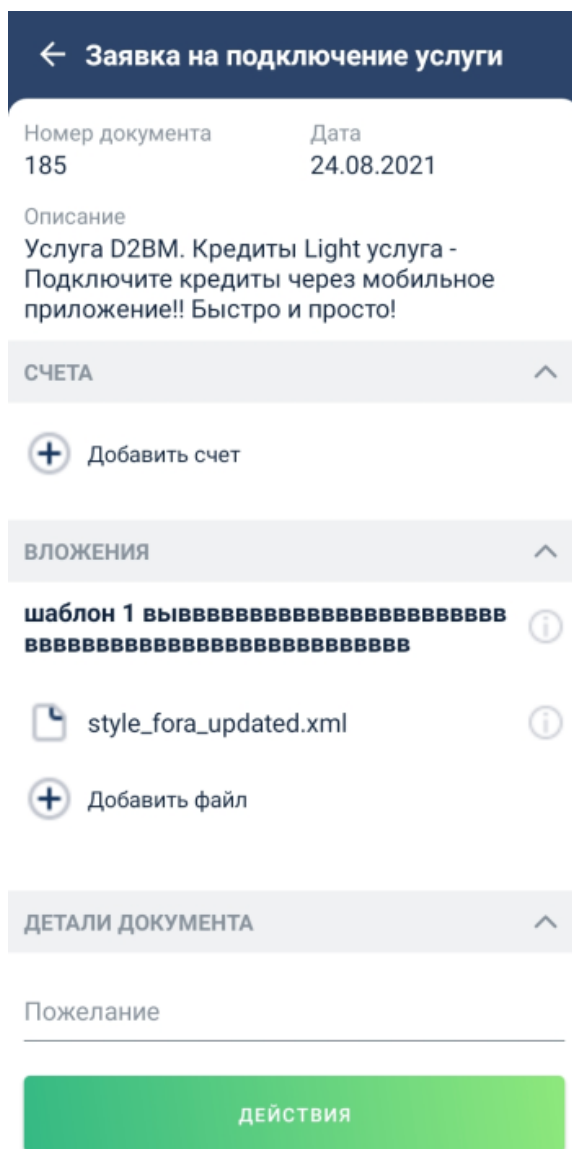 Заявка на подключение услуги
Номер документа Дата
185 24.08.2021
Описание
Услуга D2BM. Кредиты Light услуга -
Подключите кредиты через мобильное
приложение!! Быстро и просто!
СЧЕТА
Добавить счет
ВЛОЖЕНИЯ
шаблон 1 выввввввввввввввввввввввв
ввввввввввввввввввввввввввв
style_fora_updated.xml
Добавить файл
ДЕТАЛИ ДОКУМЕНТА
Пожелание
ДЕЙСТВИЯ